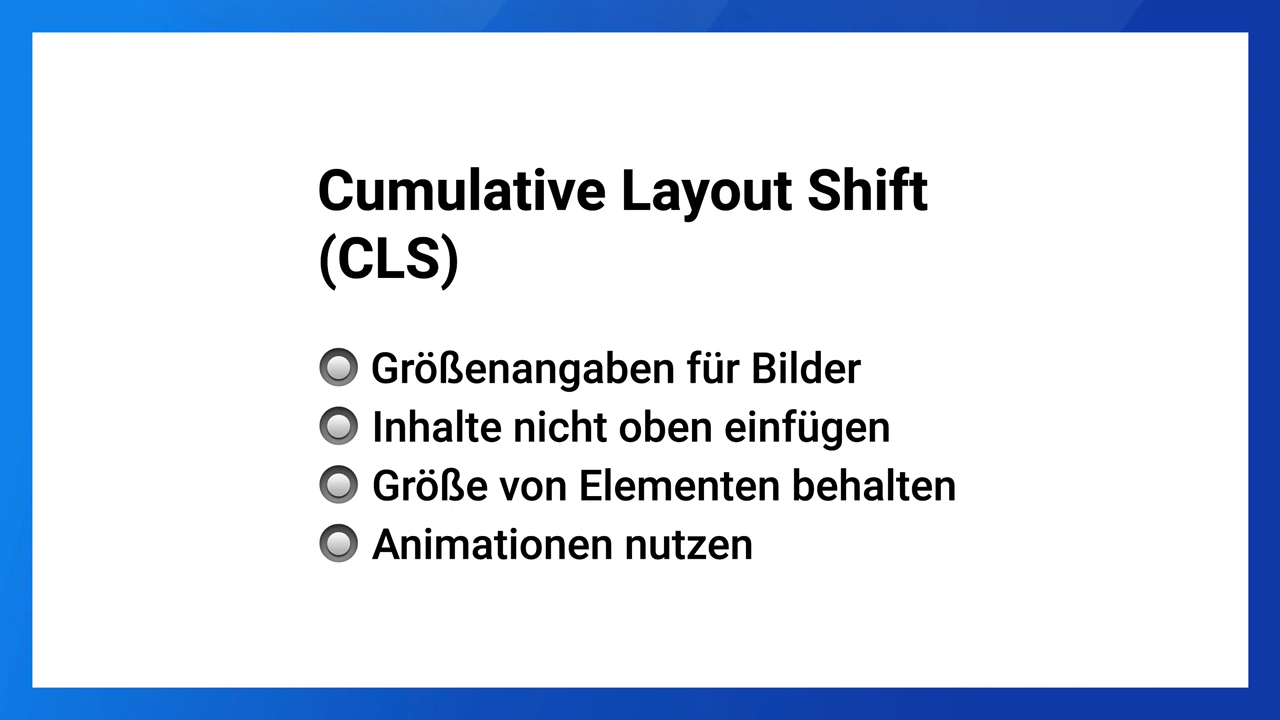 Cumulative Layout Shift
(CLS)
Größenangaben für Bilder
Inhalte nicht oben einfügen
Größe von Elementen behalten
Animationen nutzen